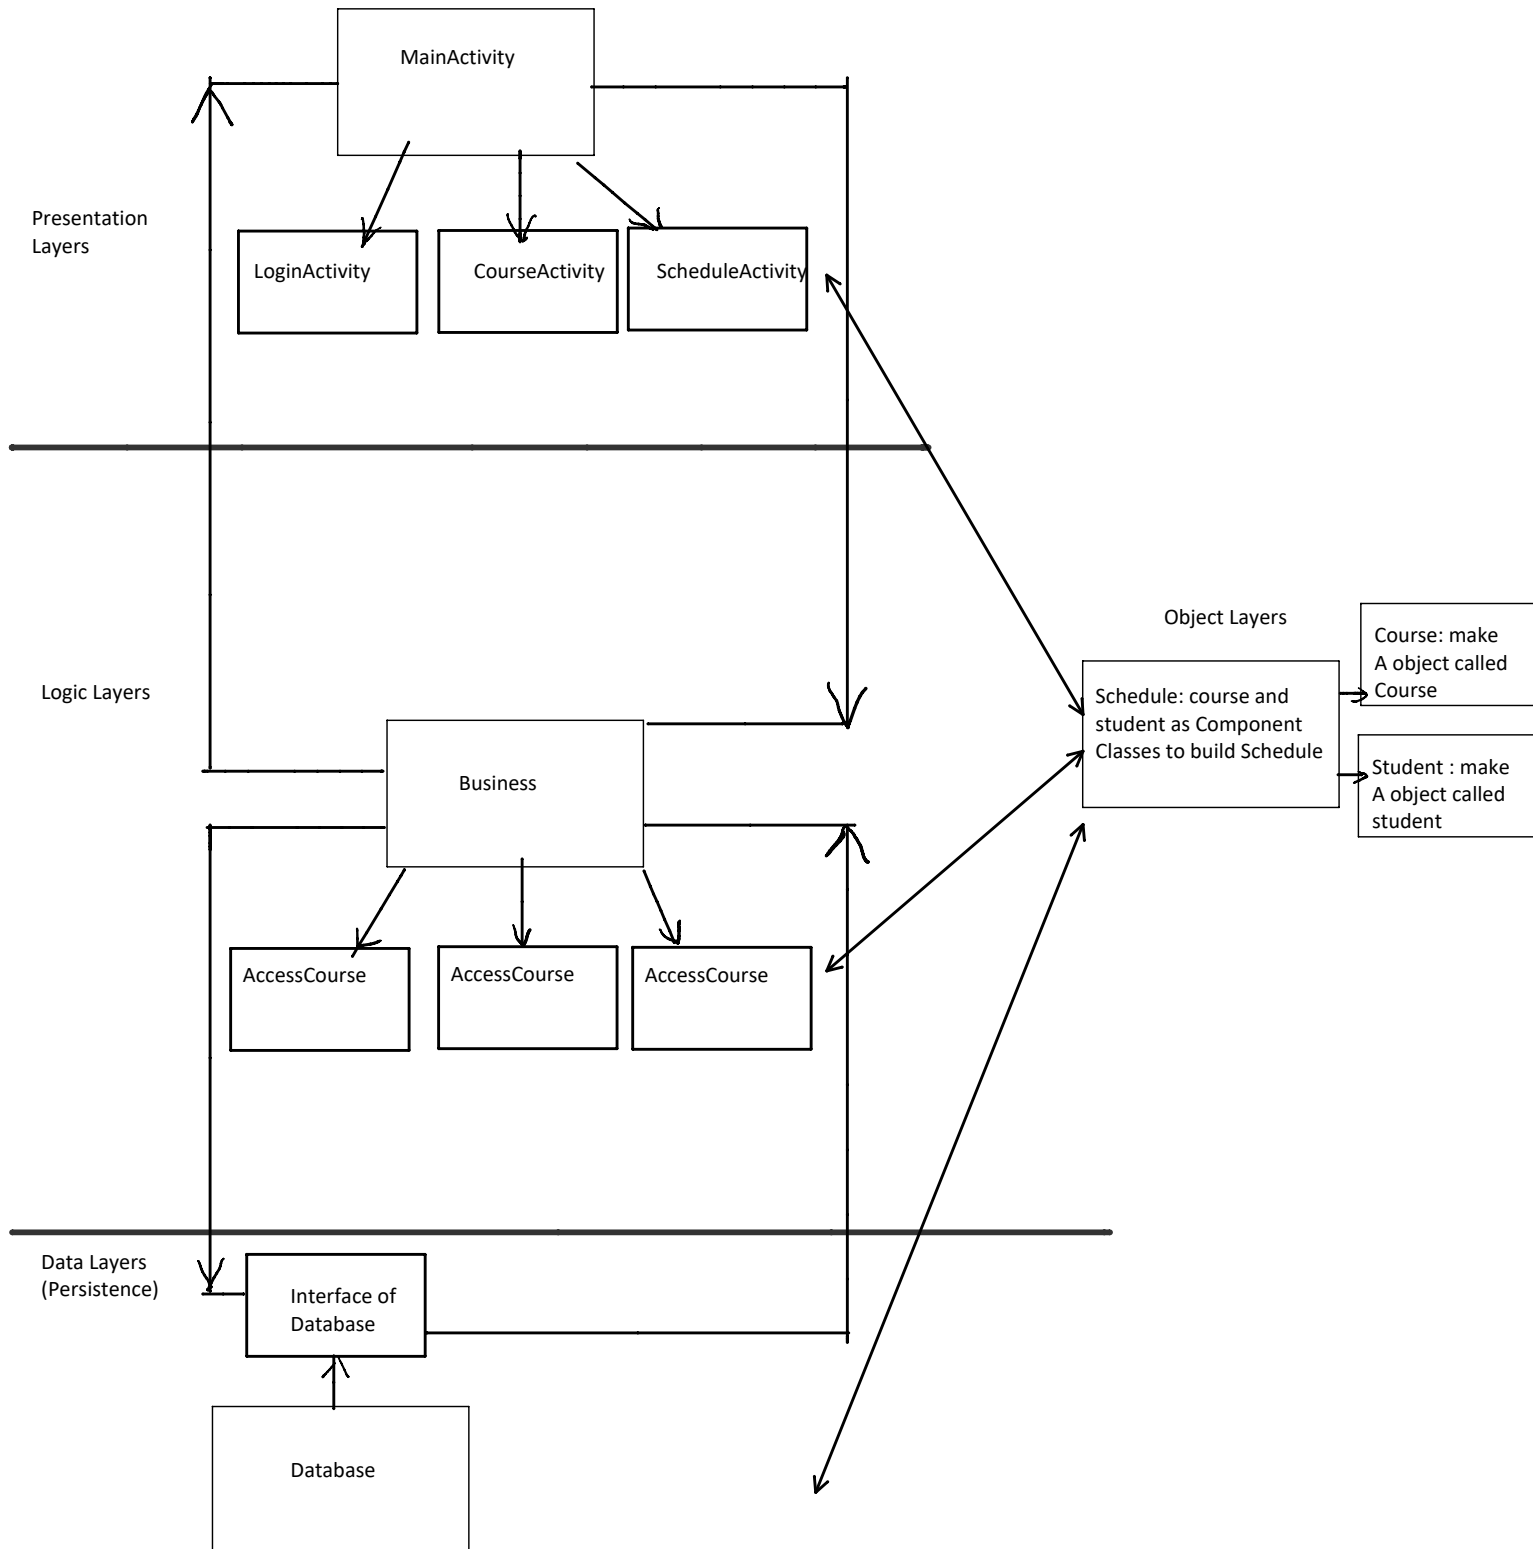 MainActivity
Presentation
Layers
LoginActivity
CourseActivity
ScheduleActivity
Object Layers
Course: make
A object called
Course
Logic Layers
Schedule: course and
student as Component
Classes to build Schedule
Student : make
A object called
student
Business
AccessCourse
AccessCourse
AccessCourse
Data Layers
(Persistence)
Interface of
Database
Database